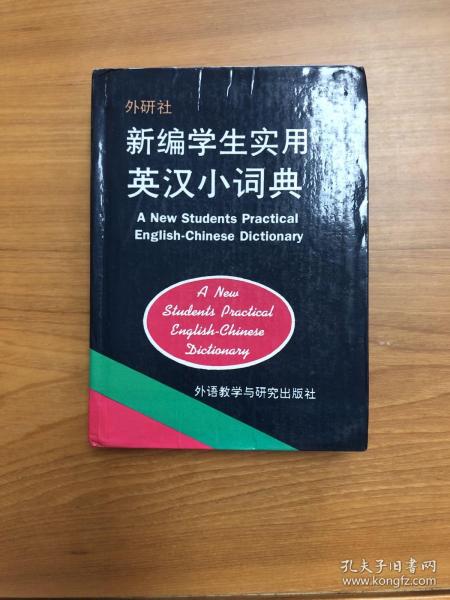 外研社
新编学生实用
英汉小词典
A New Students Practical
English-Chinese Dictionary
A New
Students Practical
English-Chinese
Dictionary
外语教学与研究出版社
孔夫子旧书网
www.kongfz.com